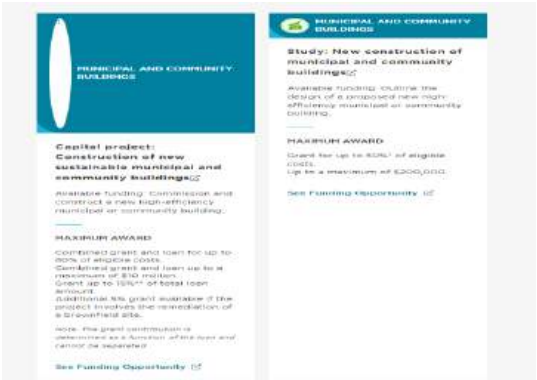 MUNICIPAL AND COMMUNITY
BUILDINGS
Capital project:
Construction of new
sustainable municipal and
community buildings
Available funding: Commission and
construct a new high-efficiency
municipal or community building.
MAXIMUM AWARD
Combined grant and loan for up to
80% of eligible costs.
Combined grant and loan up to a
maximum of $10 million.
Grant up to 15%** of total loan
amount.
Additional 5% grant available if the
project involves the remediation of
a brownfield site.
Note: The grant contribution is
determined as a function of the loan and
cannot be separated.
See Funding Opportunity
MUNICIPAL AND COMMUNITY
BUILDINGS
Study: New construction of
municipal and community
buildings
Available funding: Outline the
design of a proposed new high-
efficiency municipal or community
building.
MAXIMUM AWARD
Grant for up to 50%¹ of eligible
costs.
Up to a maximum of $200,000.
See Funding Opportunity